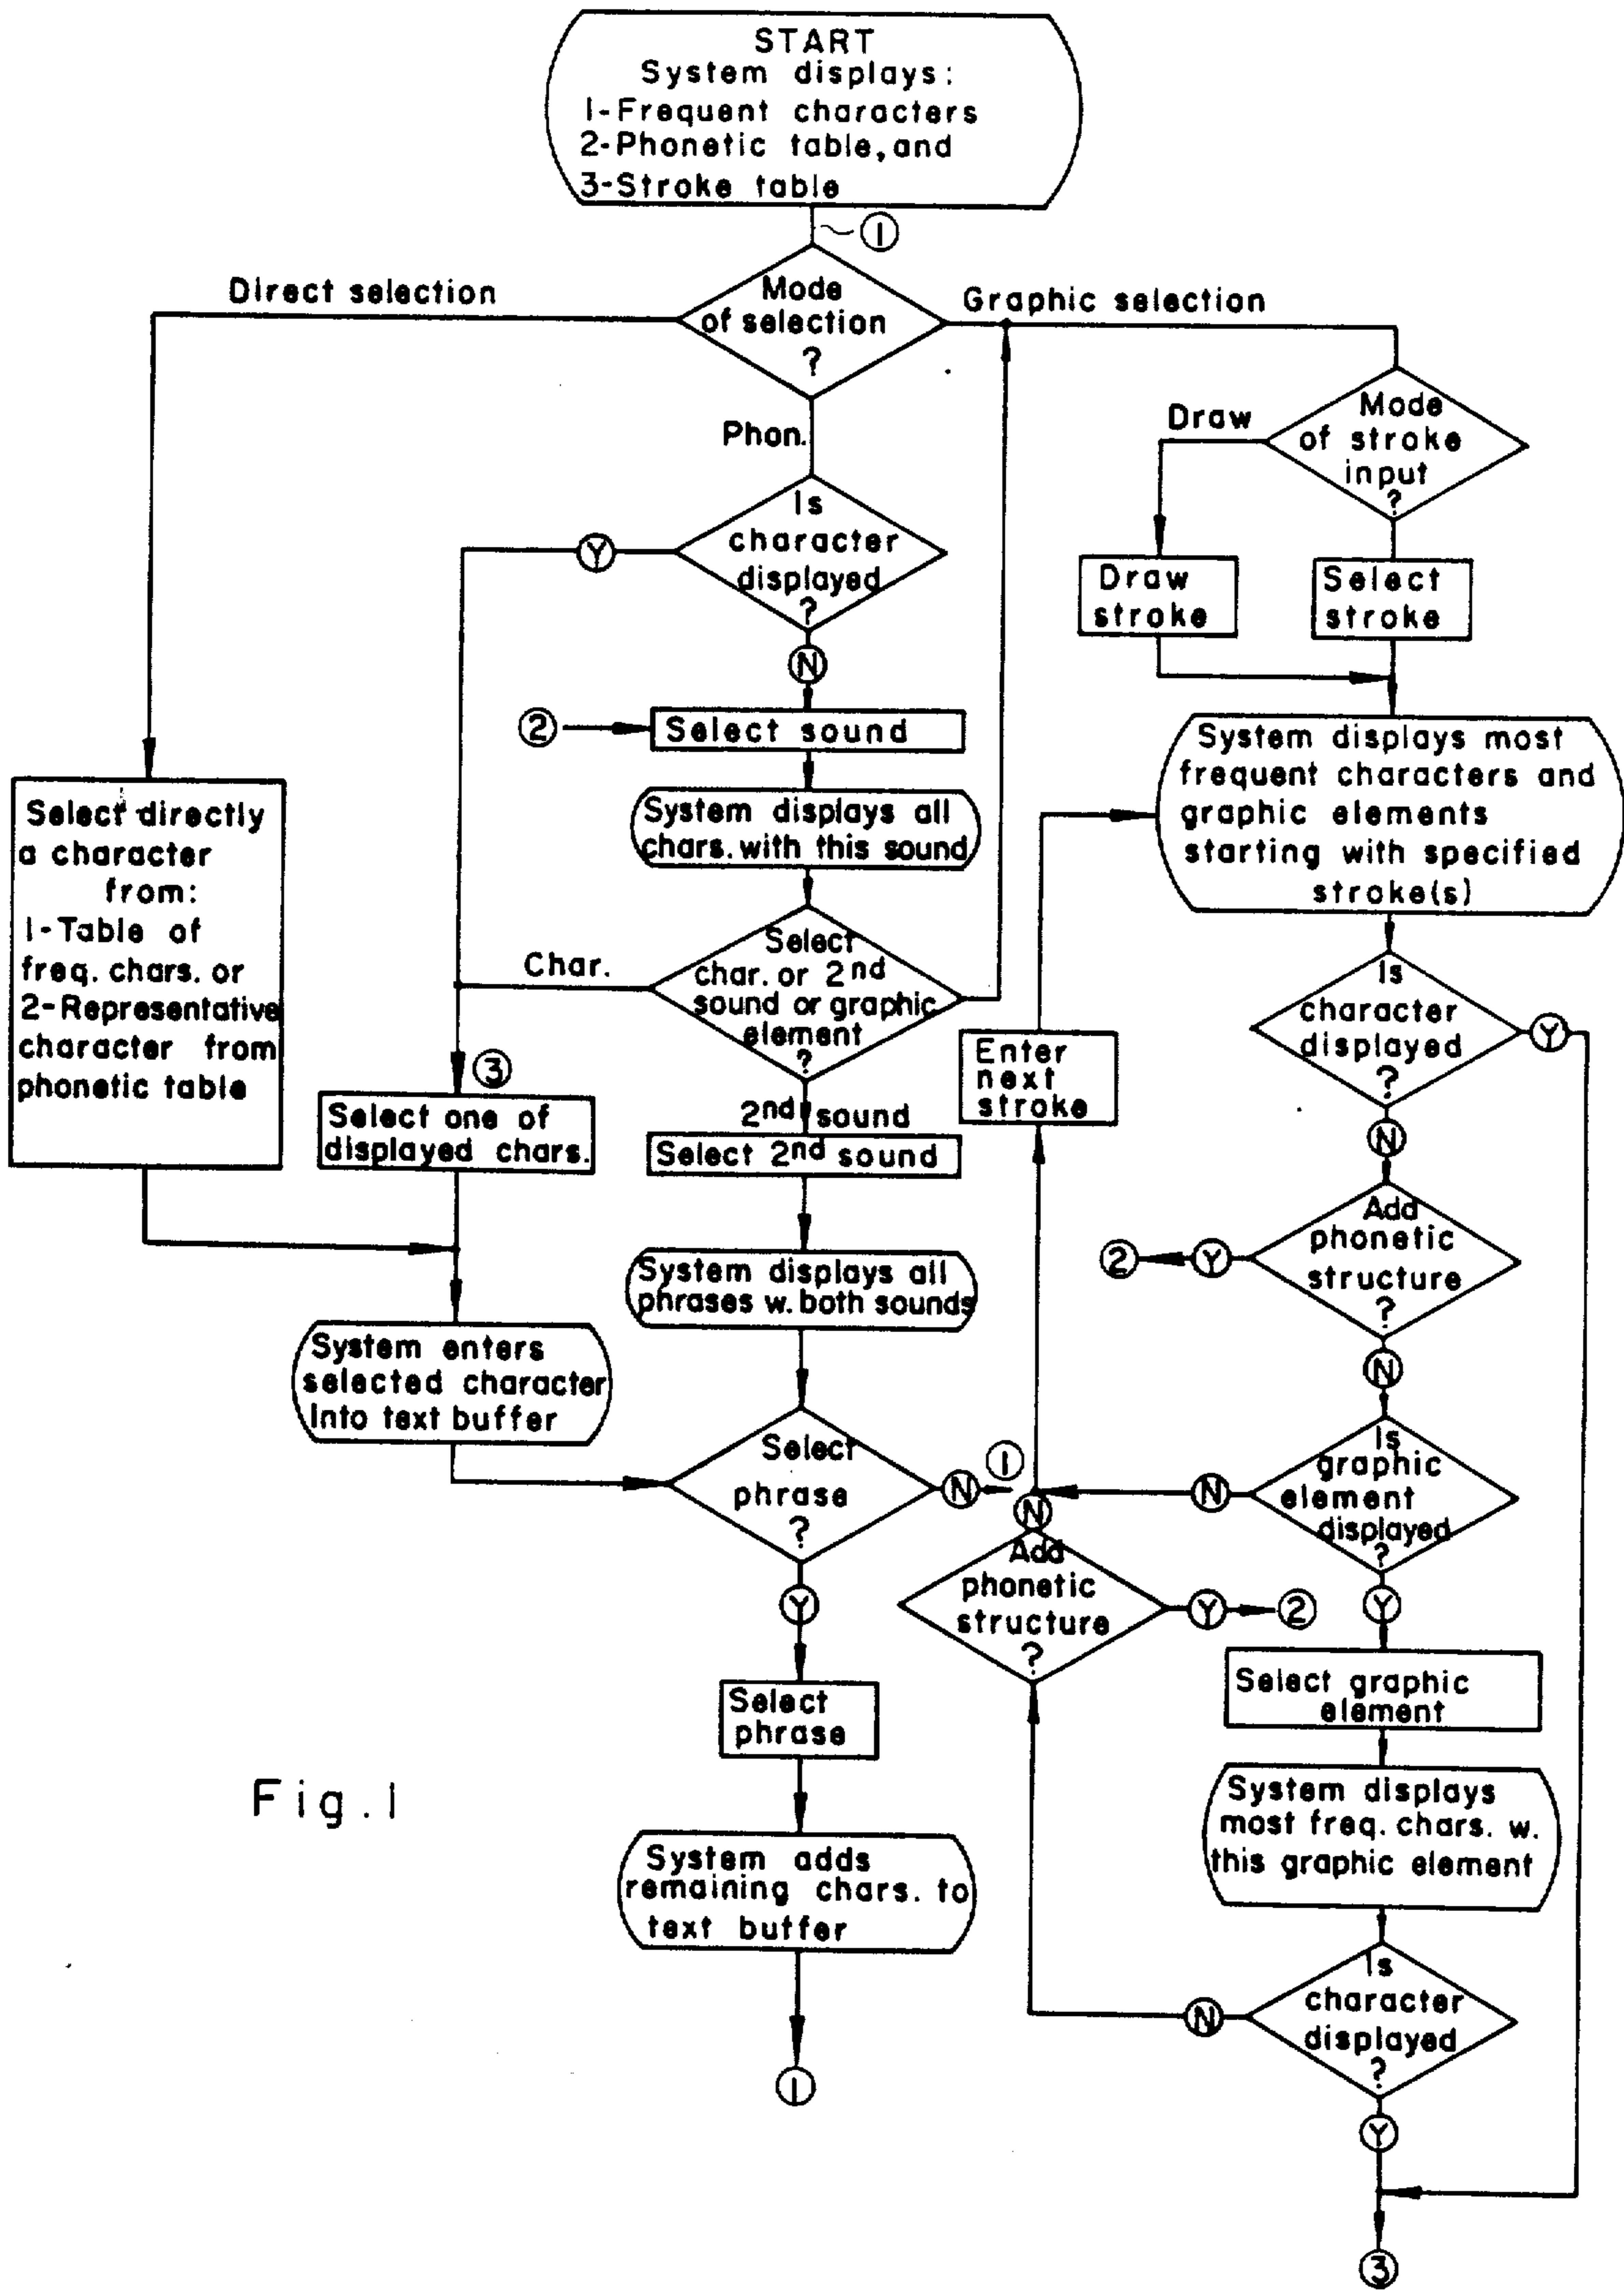 START
System displays:
1-Frequent characters
2-Phonetic table, and
3-Stroke table
1
Direct selection
Mode
of selection
?
Graphic selection
Phon.
Draw
Mode
of stroke
input
?
Is
character
displayed
?
Y
N
Draw
stroke
Select
stroke
2
Select sound
System displays all
chars. with this sound
System displays most
frequent characters and
graphic elements
starting with specified
stroke(s)
Select directly
a character
from:
1-Table of
freq. chars. or
2-Representative
character from
phonetic table
Char.
Select
char. or 2nd
sound or graphic
element
?
Is
character
displayed
?
Y
N
Enter
next
stroke
3
Select one of
displayed chars.
2nd sound
Select 2nd sound
System displays all
phrases w. both sounds
2
Y
Add
phonetic
structure
?
N
System enters
selected character
Into text buffer
Select
phrase
?
N
1
N
N
Is
graphic
element
displayed
?
Y
Y
Add
phonetic
structure
?
Y
2
Select graphic
element
Select
phrase
Fig. 1
System displays
most freq. chars. w.
this graphic element
System adds
remaining chars. to
text buffer
N
Is
character
displayed
?
Y
1
3